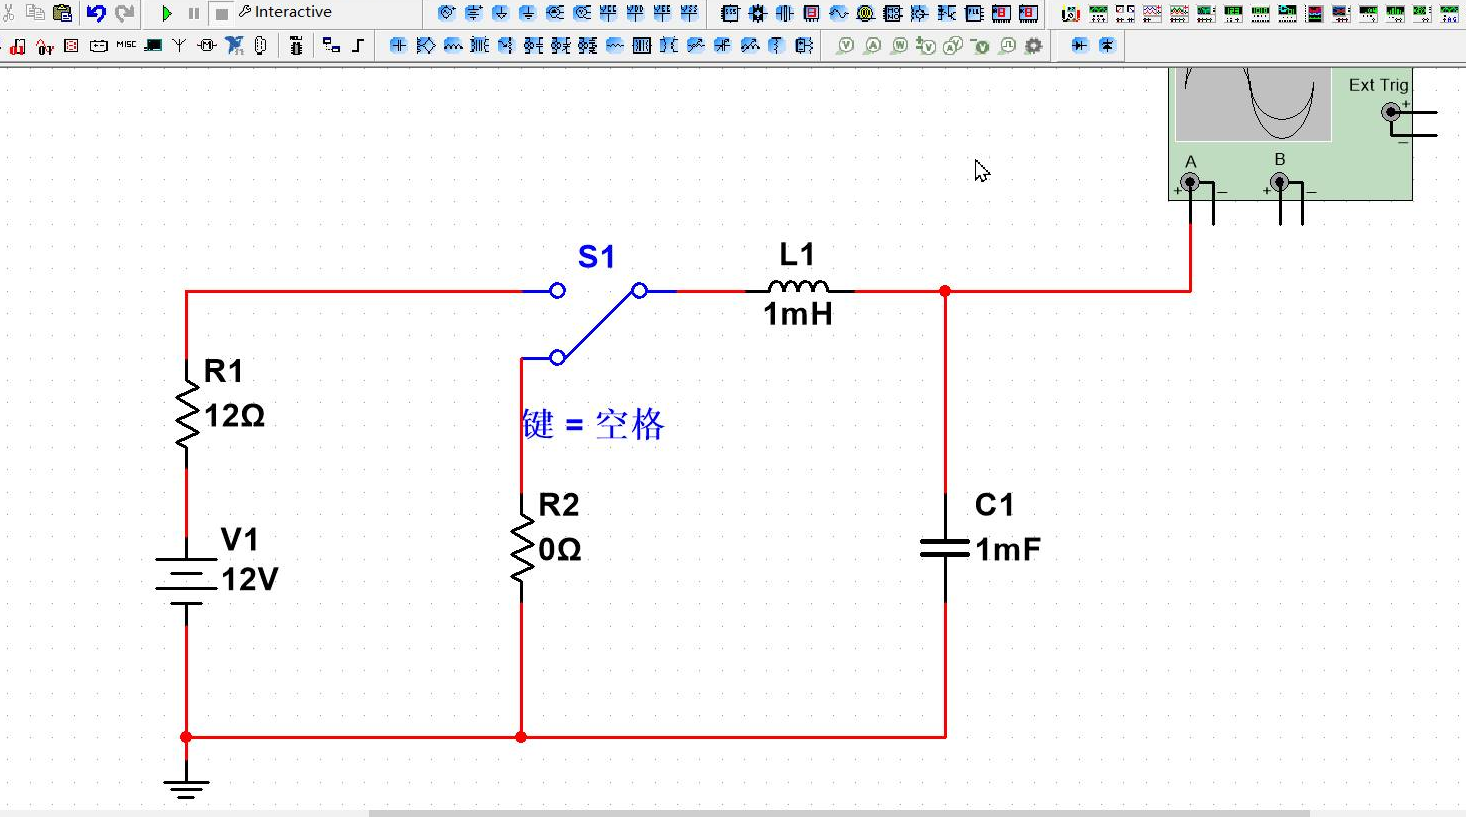 Interactive
MISC
Ext Trig
+
−
A
B
+
−
+
−
S1
L1
1mH
R1
12Ω
键 = 空格
R2
0Ω
C1
1mF
V1
12V